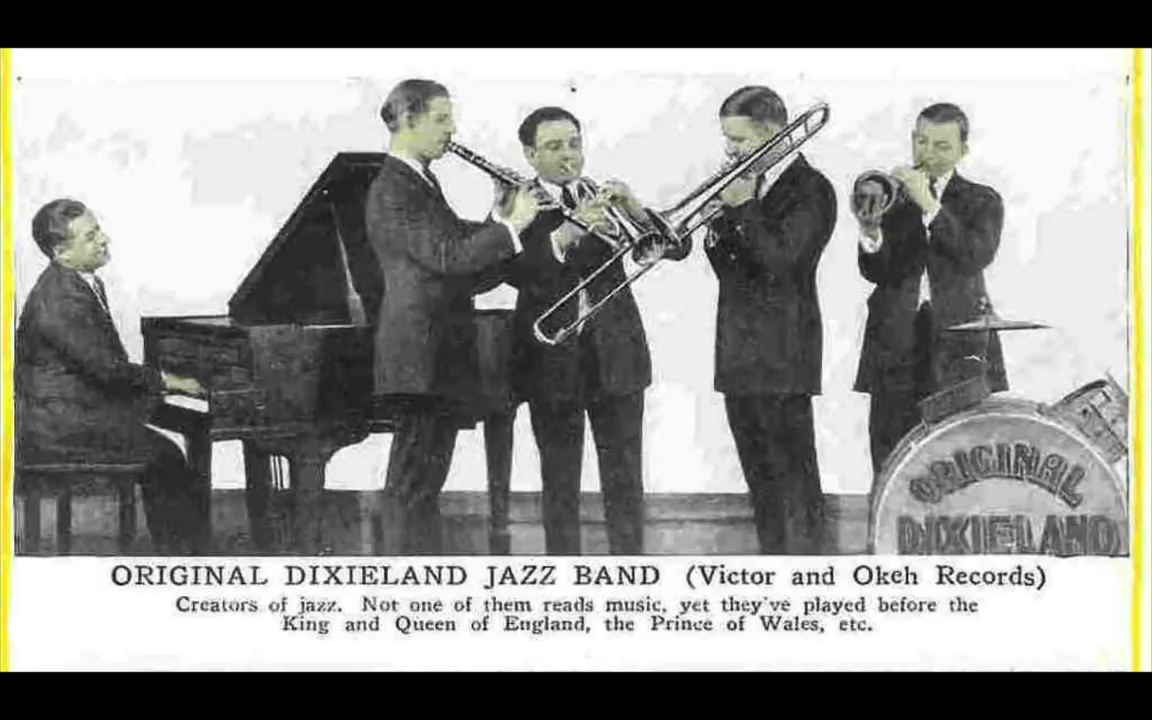 ORIGINAL
DIXIELAND
ORIGINAL DIXIELAND JAZZ BAND (Victor and Okeh Records)
Creators of jazz. Not one of them reads music, yet they've played before the
King and Queen of England, the Prince of Wales, etc.